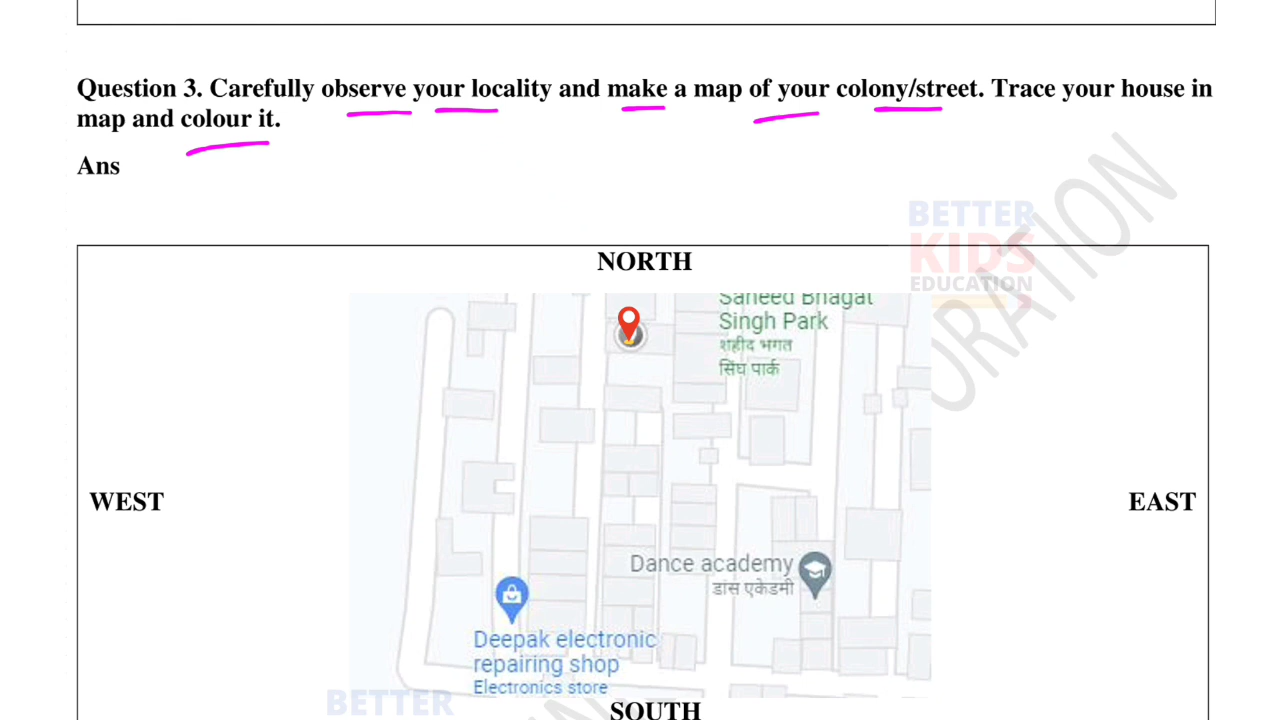 Question 3. Carefully observe your locality and make a map of your colony/street. Trace your house in
map and colour it.
Ans
BETTER
KIDS
EDUCATION
ORATION
NORTH
Saheed Bhagat
Singh Park
शहीद भगत
सिंघ पार्क
WEST
EAST
Dance academy
डांस एकेडमी
Deepak electronic
repairing shop
Electronics store
BETTER
SOUTH